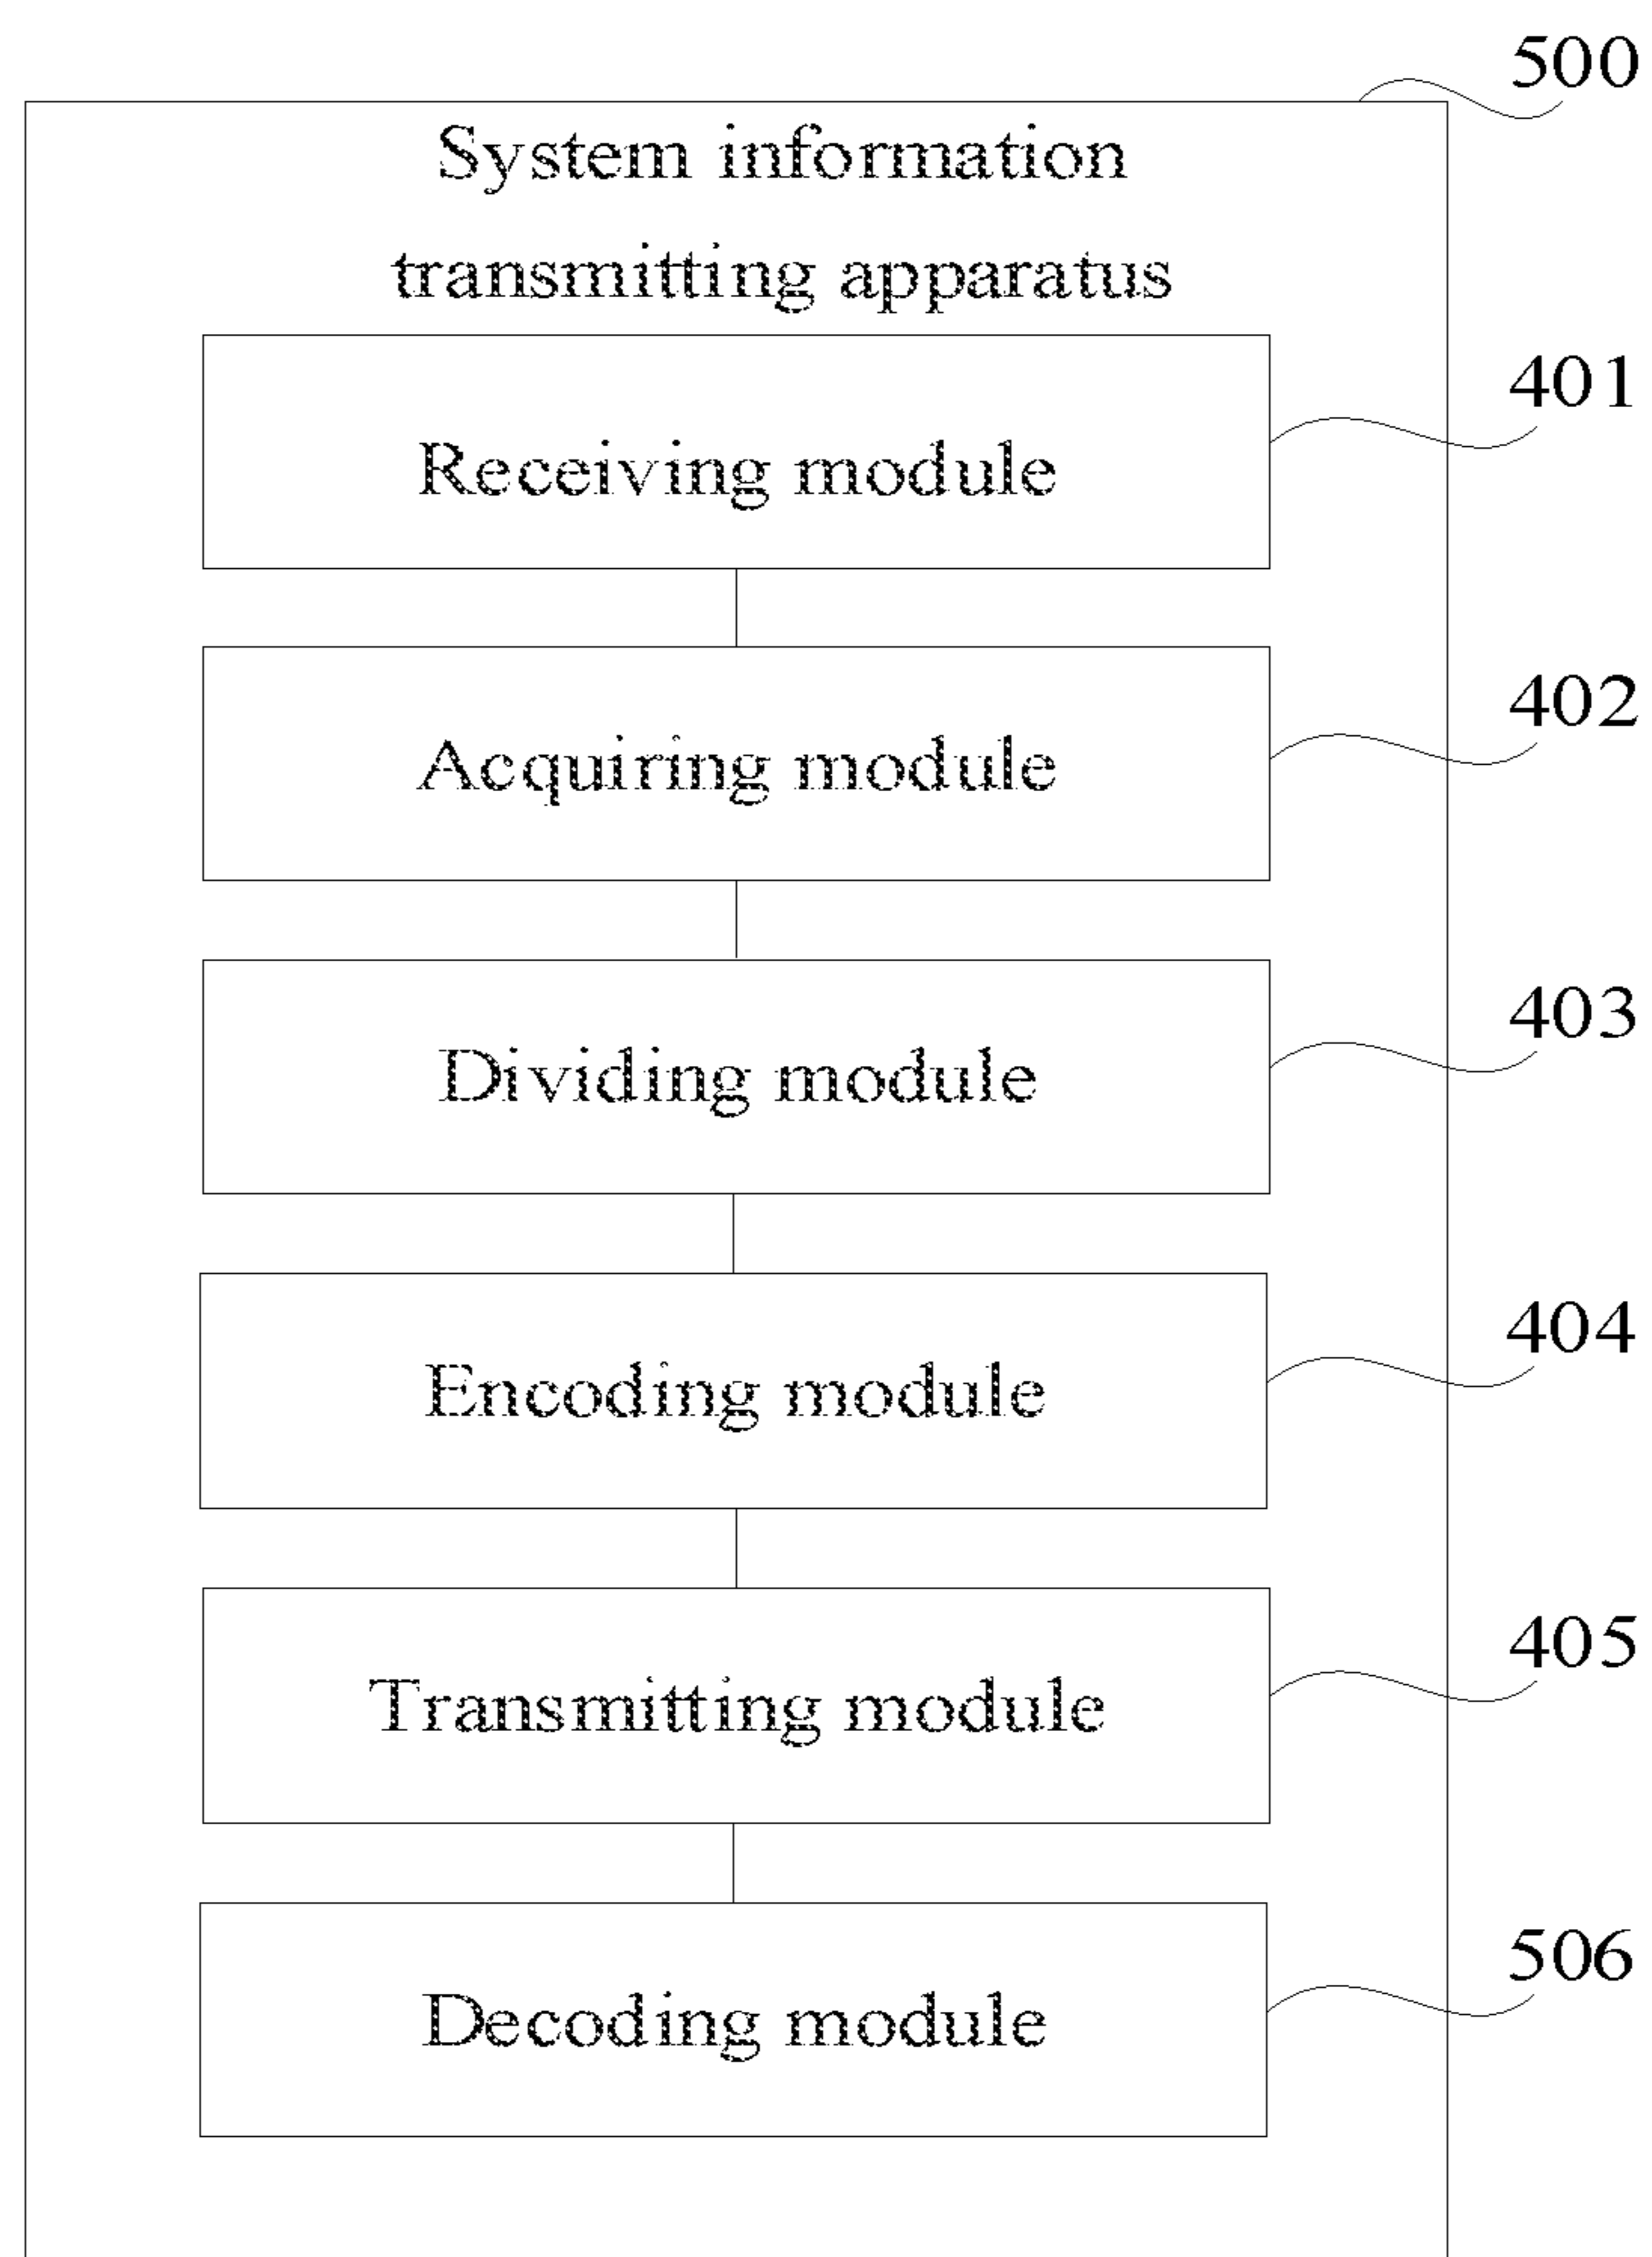 500
System information
transmitting apparatus
401
Receiving module
402
Acquiring module
403
Dividing module
404
Encoding module
405
Transmitting module
506
Decoding module